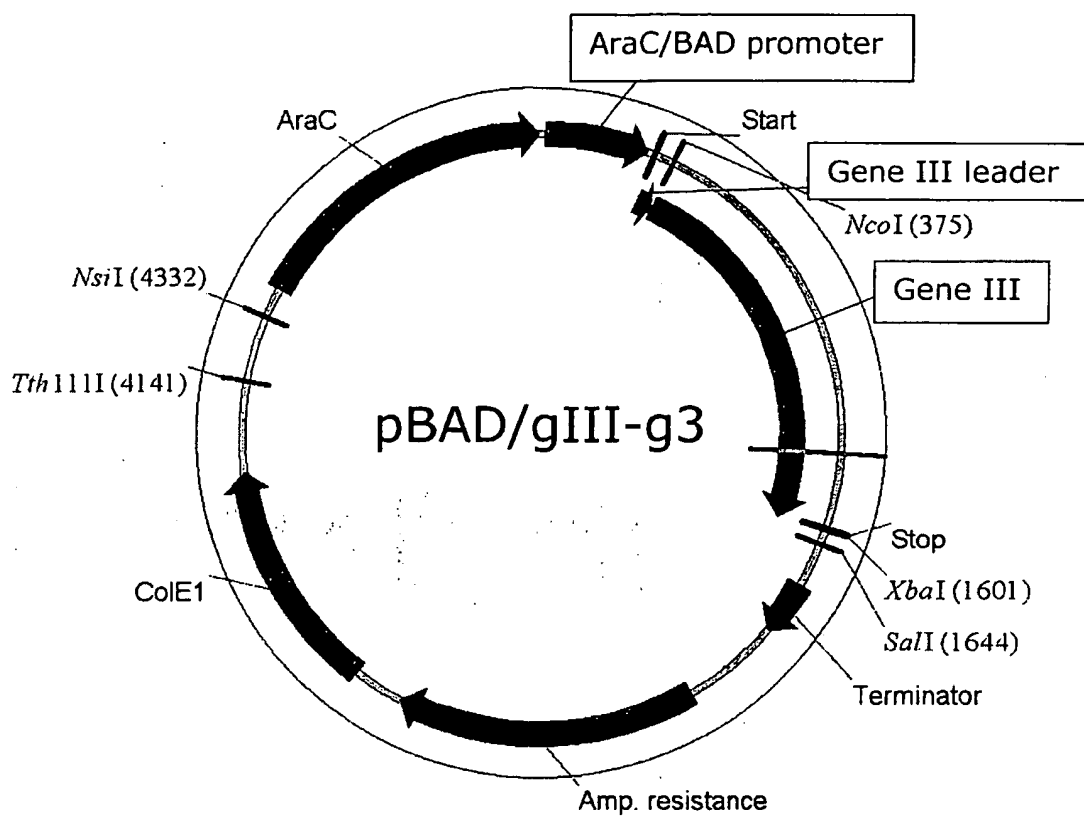 AraC/BAD promoter
AraC
Start
Gene III leader
NcoI (375)
NsiI (4332)
Gene III
Tth111I (4141)
pBAD/gIII-g3
Stop
ColE1
XbaI (1601)
SalI (1644)
Terminator
Amp. resistance